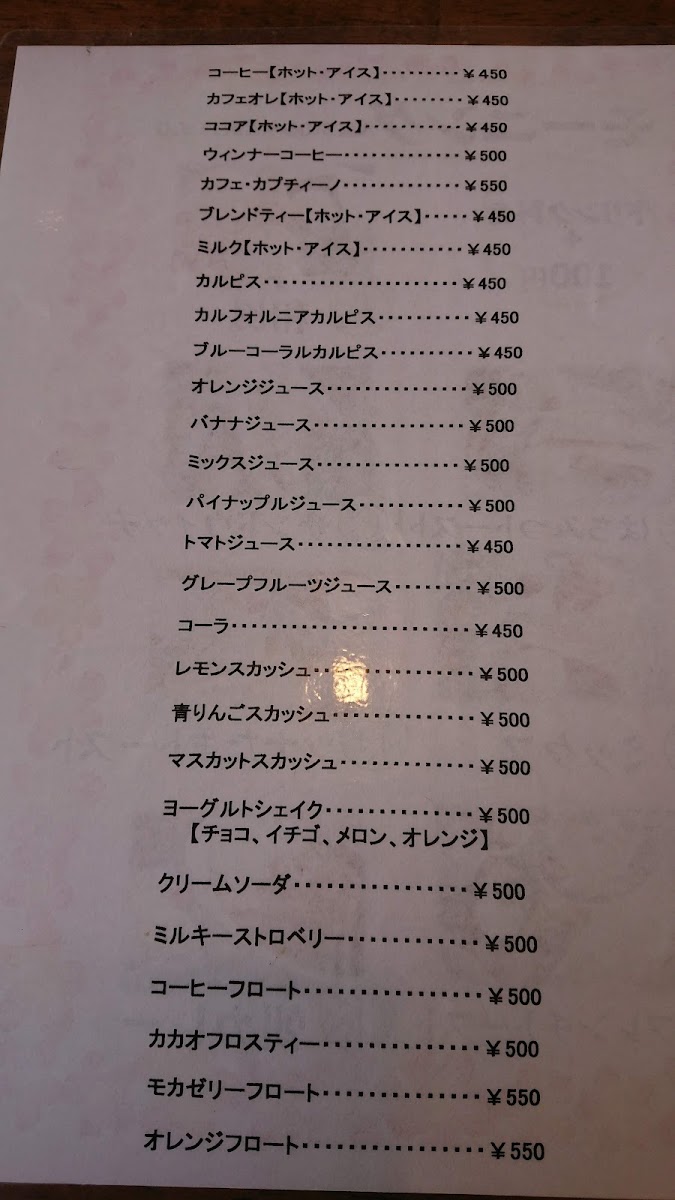 コーヒー【ホット・アイス】・・・・・・・・・￥450
カフェオレ【ホット・アイス】・・・・・・・・￥450
ココア【ホット・アイス】・・・・・・・・・・・￥450
ウィンナーコーヒー・・・・・・・・・・・・￥500
カフェ・カプチィーノ・・・・・・・・・・・・￥550
ブレンドティー【ホット・アイス】・・・・・￥450
ミルク【ホット・アイス】・・・・・・・・・・￥450
カルピス・・・・・・・・・・・・・・・・・・・・￥450
カルフォルニアカルピス・・・・・・・・・・￥450
ブルーコーラルカルピス・・・・・・・・・・￥450
オレンジジュース・・・・・・・・・・・・・・・￥500
バナナジュース・・・・・・・・・・・・・・・・￥500
ミックスジュース・・・・・・・・・・・・・・・￥500
パイナップルジュース・・・・・・・・・・・￥500
トマトジュース・・・・・・・・・・・・・・・・￥450
グレープフルーツジュース・・・・・・・・￥500
コーラ・・・・・・・・・・・・・・・・・・・・・・￥450
レモンスカッシュ・・・・・・・・・・・・・・・￥500
青りんごスカッシュ・・・・・・・・・・・・・・￥500
マスカットスカッシュ・・・・・・・・・・・・・￥500
ヨーグルトシェイク・・・・・・・・・・・・・・￥500
【チョコ、イチゴ、メロン、オレンジ】
クリームソーダ・・・・・・・・・・・・・・・・￥500
ミルキーストロベリー・・・・・・・・・・・・￥500
コーヒーフロート・・・・・・・・・・・・・・・・￥500
カカオフロスティー・・・・・・・・・・・・・・￥500
モカゼリーフロート・・・・・・・・・・・・・・￥550
オレンジフロート・・・・・・・・・・・・・・・・￥550